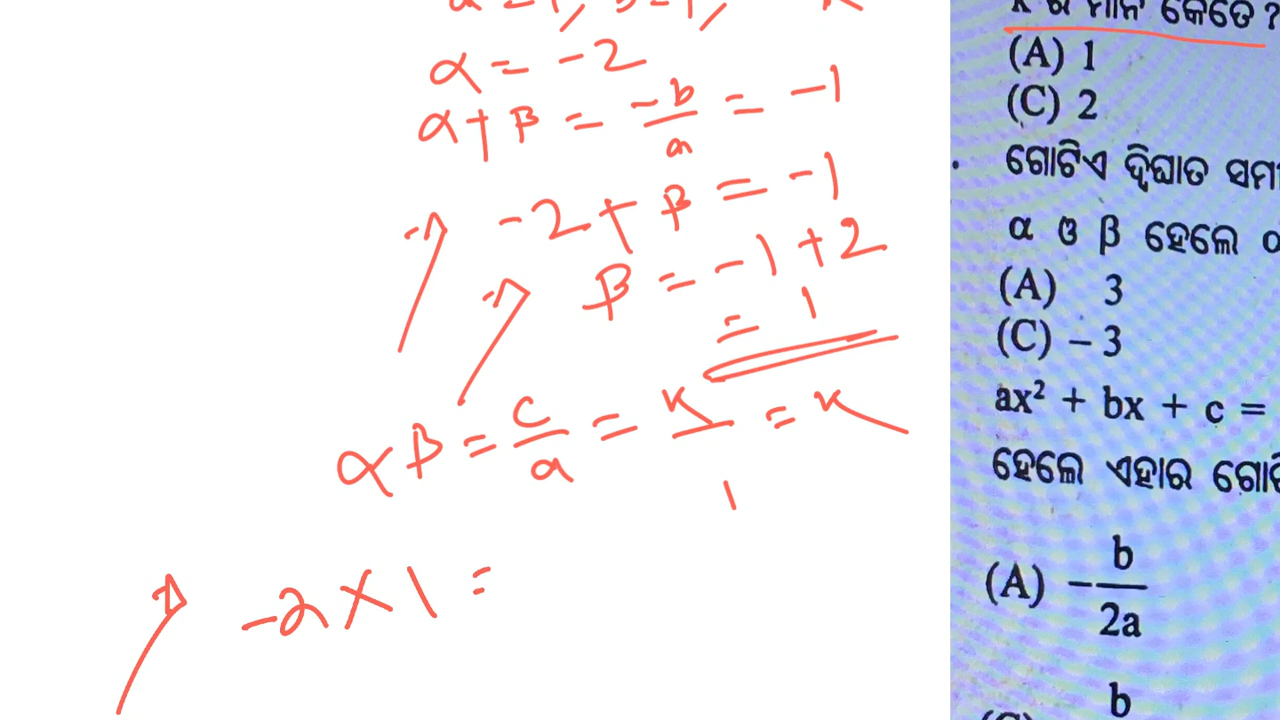 α = -2
α + β = -b/a = -1
-2 + β = -1
β = -1 + 2
= 1
αβ = c/a = K/1 = K
-2 × 1 =
(A) 1
(C) 2
ଗୋଟିଏ ଦ୍ୱିଘାତ
α ଓ β ହେଲେ
(A) 3
(C) – 3
ax² + bx + c =
ହେଲେ ଏହାର
(A) -b/2a
b